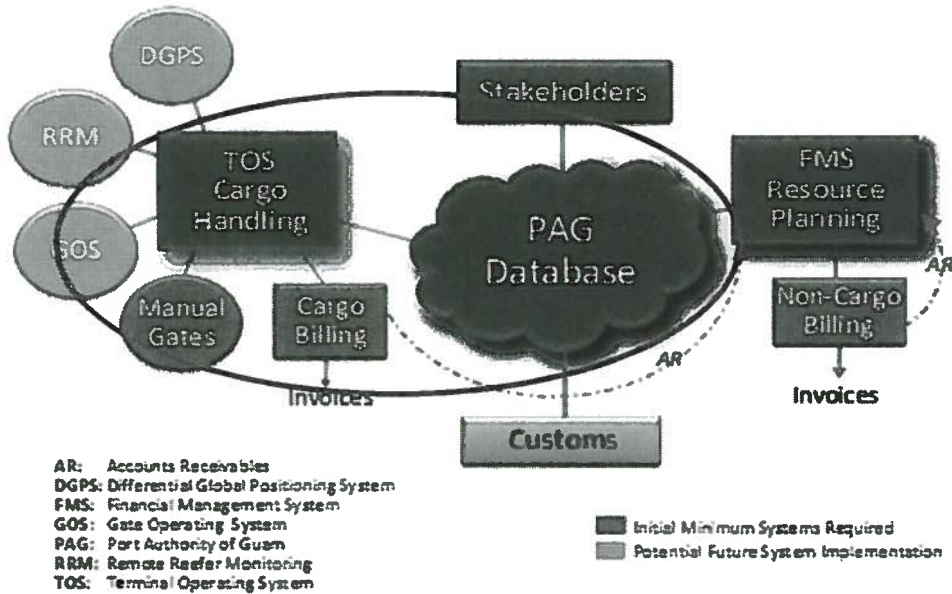 DGPS
Stakeholders
RRM
TOS
Cargo
Handling
FMS
Resource
Planning
PAG
Database
GOS
AR
Manual
Gates
Cargo
Billing
Non-Cargo
Billing
AR
Invoices
Invoices
Customs
AR: Accounts Receivables
DGPS: Differential Global Positioning System
FMS: Financial Management System
GOS: Gate Operating System
PAG: Port Authority of Guam
RRM: Remote Reefer Monitoring
TOS: Terminal Operating System
Initial Minimum Systems Required
Potential Future System Implementation